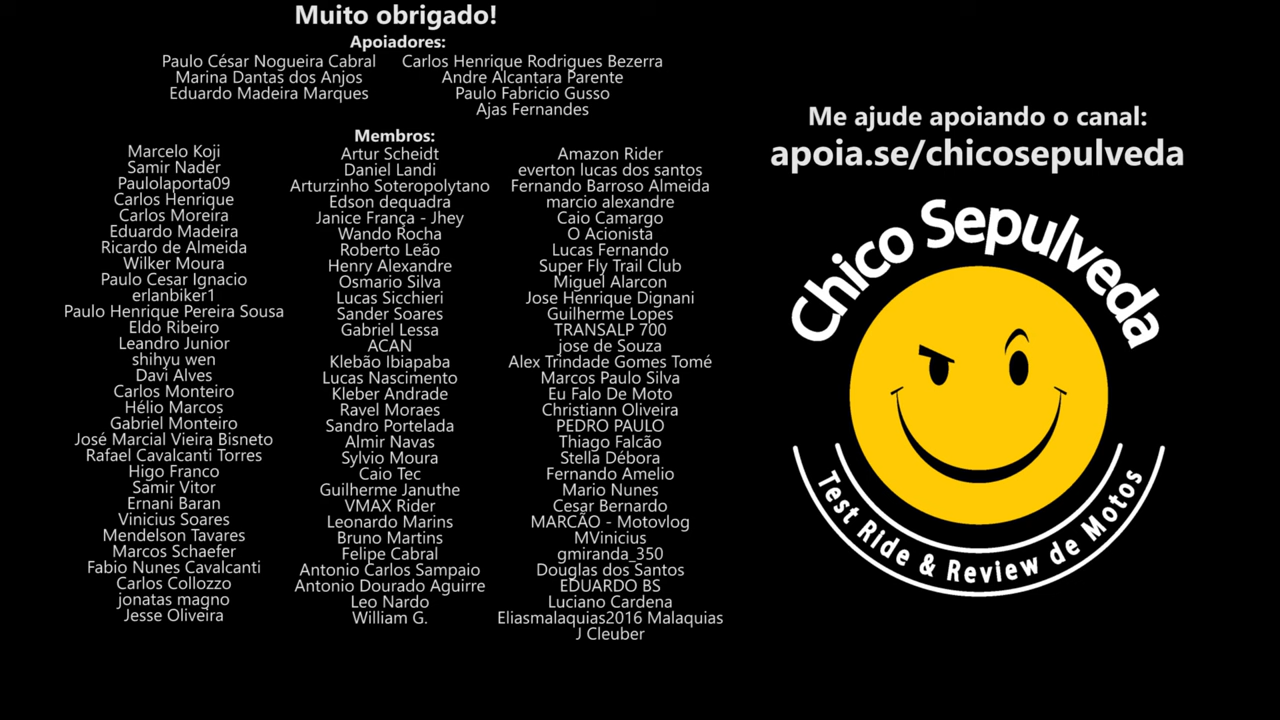 Muito obrigado!
Apoiadores:
Paulo César Nogueira Cabral
Marina Dantas dos Anjos
Eduardo Madeira Marques
Carlos Henrique Rodrigues Bezerra
Andre Alcantara Parente
Paulo Fabricio Gusso
Ajas Fernandes
Membros:
Marcelo Koji
Samir Nader
Paulolaporta09
Carlos Henrique
Carlos Moreira
Eduardo Madeira
Ricardo de Almeida
Wilker Moura
Paulo Cesar Ignacio
erlanbiker1
Paulo Henrique Pereira Sousa
Eldo Ribeiro
Leandro Junior
shihyu wen
Davi Alves
Carlos Monteiro
Hélio Marcos
Gabriel Monteiro
José Marcial Vieira Bisneto
Rafael Cavalcanti Torres
Higo Franco
Samir Vitor
Ernani Baran
Vinicius Soares
Mendelson Tavares
Marcos Schaefer
Fabio Nunes Cavalcanti
Carlos Collozzo
jonatas magno
Jesse Oliveira
Artur Scheidt
Daniel Landi
Arturzinho Soteropolytano
Edson dequadra
Janice França - Jhey
Wando Rocha
Roberto Leão
Henry Alexandre
Osmario Silva
Lucas Sicchieri
Sander Soares
Gabriel Lessa
ACAN
Klebão Ibiapaba
Lucas Nascimento
Kleber Andrade
Ravel Moraes
Sandro Portelada
Almir Navas
Sylvio Moura
Caio Tec
Guilherme Januthe
VMAX Rider
Leonardo Marins
Bruno Martins
Felipe Cabral
Antonio Carlos Sampaio
Antonio Dourado Aguirre
Leo Nardo
William G.
Amazon Rider
everton lucas dos santos
Fernando Barroso Almeida
marcio alexandre
Caio Camargo
O Acionista
Lucas Fernando
Super Fly Trail Club
Miguel Alarcon
Jose Henrique Dignani
Guilherme Lopes
TRANSALP 700
jose de Souza
Alex Trindade Gomes Tomé
Marcos Paulo Silva
Eu Falo De Moto
Christiann Oliveira
PEDRO PAULO
Thiago Falcão
Stella Débora
Fernando Amelio
Mario Nunes
Cesar Bernardo
MARCÃO - Motovlog
MVinicius
gmiranda_350
Douglas dos Santos
EDUARDO BS
Luciano Cardena
Eliasmalaquias2016 Malaquias
J Cleuber
Me ajude apoiando o canal:
apoia.se/chicosepulveda
Chico Sepulveda
Test Ride & Review de Motos